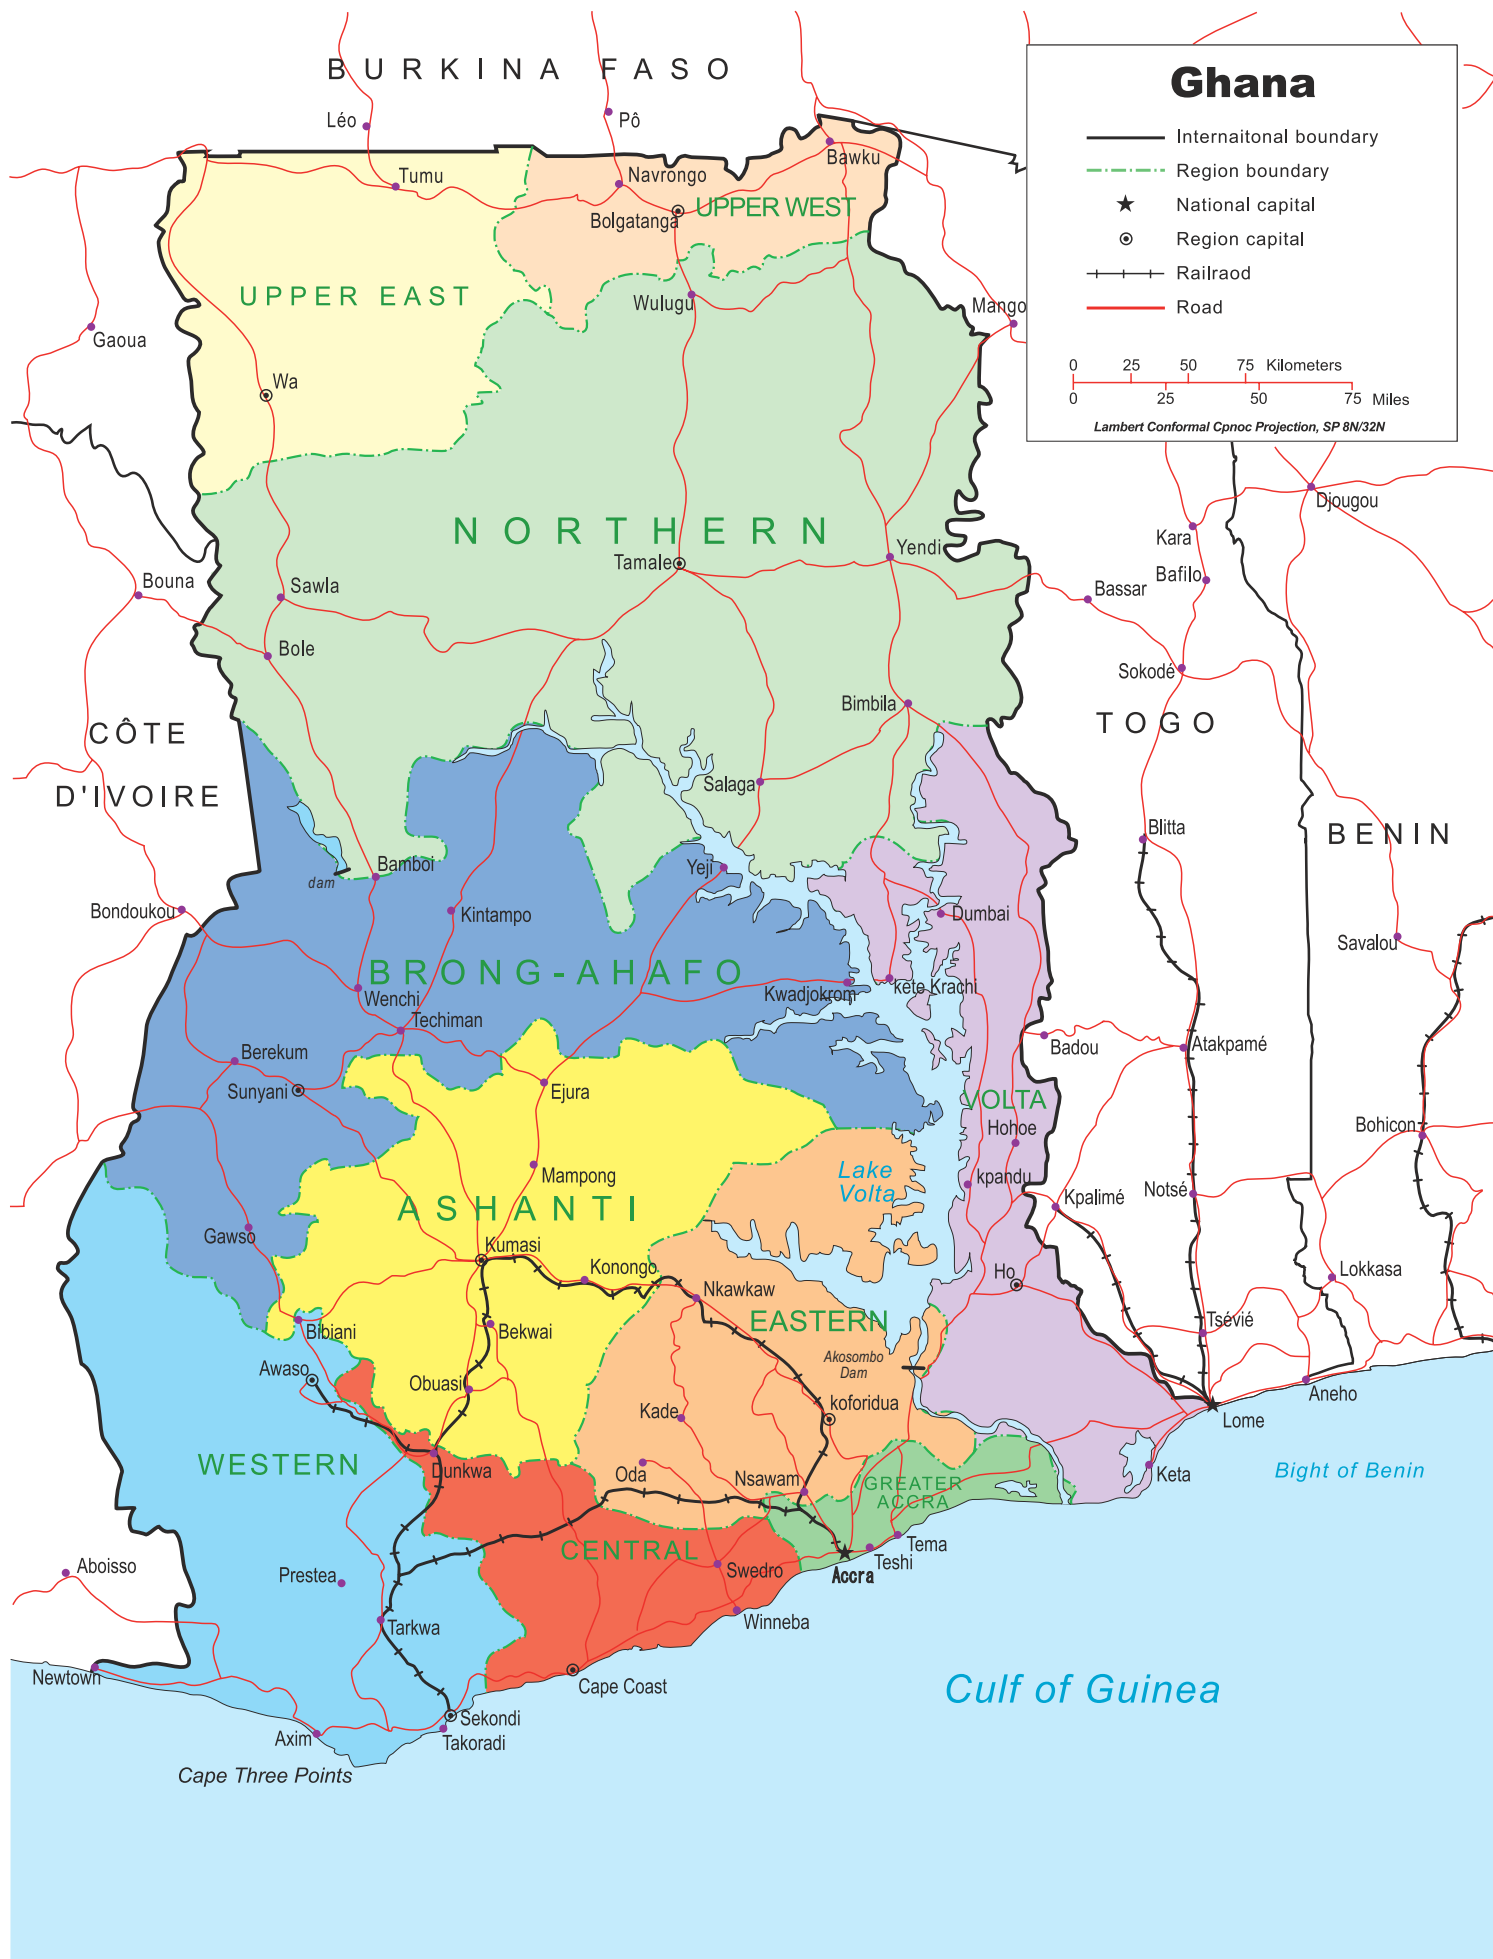 BURKINA FASO
Ghana
Internaitonal boundary
Region boundary
National capital
Region capital
Railraod
Road
0 25 50 75 Kilometers
0 25 50 75 Miles
Lambert Conformal Cpnoc Projection, SP 8N/32N
Léo
Pô
Bawku
Tumu
Navrongo
Bolgatanga
UPPER WEST
UPPER EAST
Wulugu
Mango
Gaoua
Wa
Djougou
NORTHERN
Kara
Tamale
Yendi
Bafilo
Bouna
Sawla
Bassar
Bole
Sokodé
Bimbila
TOGO
CÔTE
D'IVOIRE
Salaga
Blitta
BENIN
Bamboi
Yeji
dam
Bondoukou
Kintampo
Dumbai
Savalou
BRONG-AHAFO
Wenchi
Kwadjokrom
kete Krachi
Techiman
Badou
Atakpamé
Berekum
Sunyani
Ejura
VOLTA
Hohoe
Bohicon
Mampong
Lake
Volta
kpandu
Kpalimé
Notsé
ASHANTI
Gawso
Kumasi
Konongo
Ho
Lokkasa
Nkawkaw
EASTERN
Bibiani
Bekwai
Tsévié
Awaso
Akosombo
Dam
Obuasi
Aneho
Kade
koforidua
Lome
WESTERN
Dunkwa
Oda
Nsawam
GREATER
ACCRA
Keta
Bight of Benin
CENTRAL
Tema
Teshi
Aboisso
Prestea
Swedro
Accra
Tarkwa
Winneba
Newtown
Cape Coast
Culf of Guinea
Sekondi
Axim
Takoradi
Cape Three Points